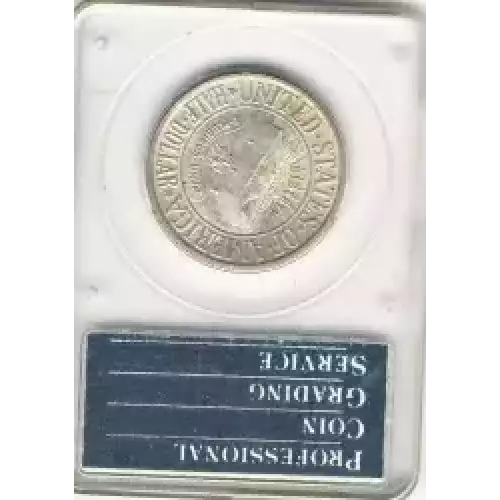 PROFESSIONAL
COIN
GRADING
SERVICE
UNITED·STATES·OF·AMERICA
HALF·DOLLAR